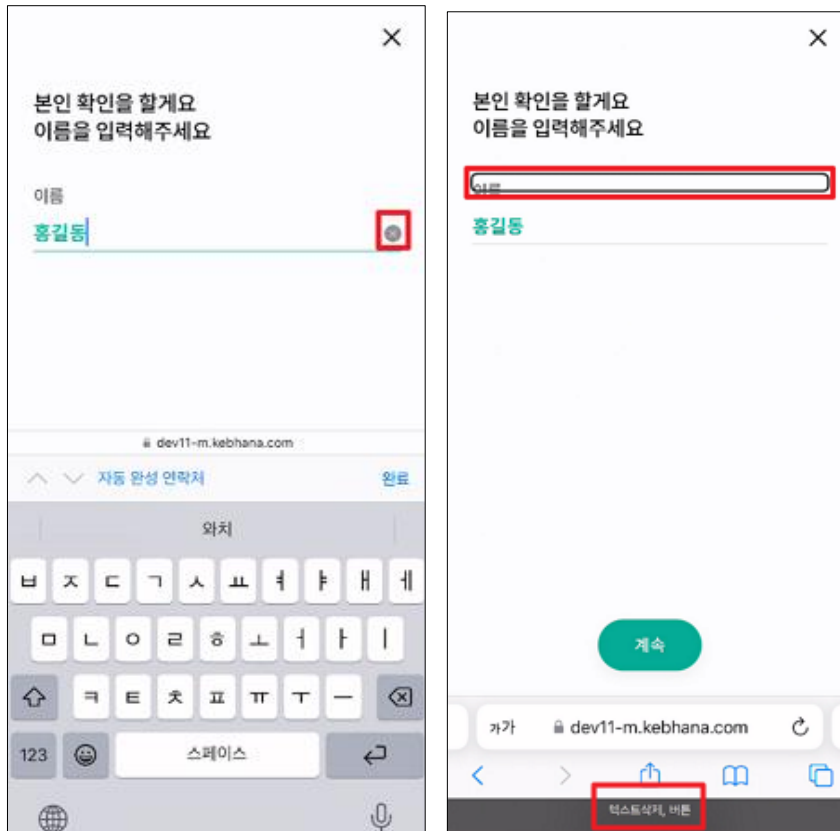 본인 확인을 할게요
이름을 입력해주세요
이름
홍길동
dev11-m.kebhana.com
자동 완성 연락처
완료
와치
ㅂ ㅈ ㄷ ㄱ ㅅ ㅛ ㅕ ㅑ ㅐ ㅔ
ㅁ ㄴ ㅇ ㄹ ㅎ ㅗ ㅓ ㅏ ㅣ
ㅋ ㅌ ㅊ ㅍ ㅠ ㅜ ㅡ
123
스페이스
본인 확인을 할게요
이름을 입력해주세요
이름
홍길동
계속
가가
dev11-m.kebhana.com
텍스트삭제, 버튼